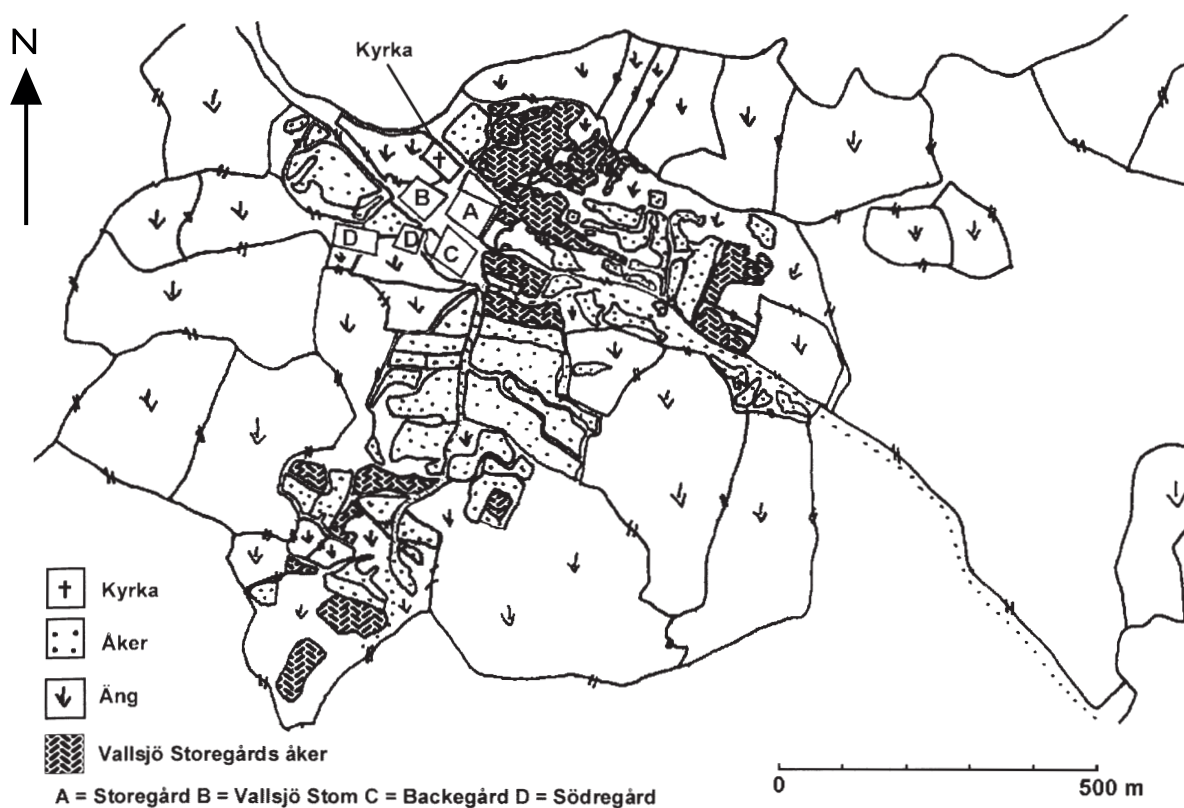 N
Kyrka
B
A
D
D
C
Kyrka
Åker
Äng
Vallsjö Storegårds åker
A = Storegård B = Vallsjö Stom C = Backegård D = Södregård
0
500 m